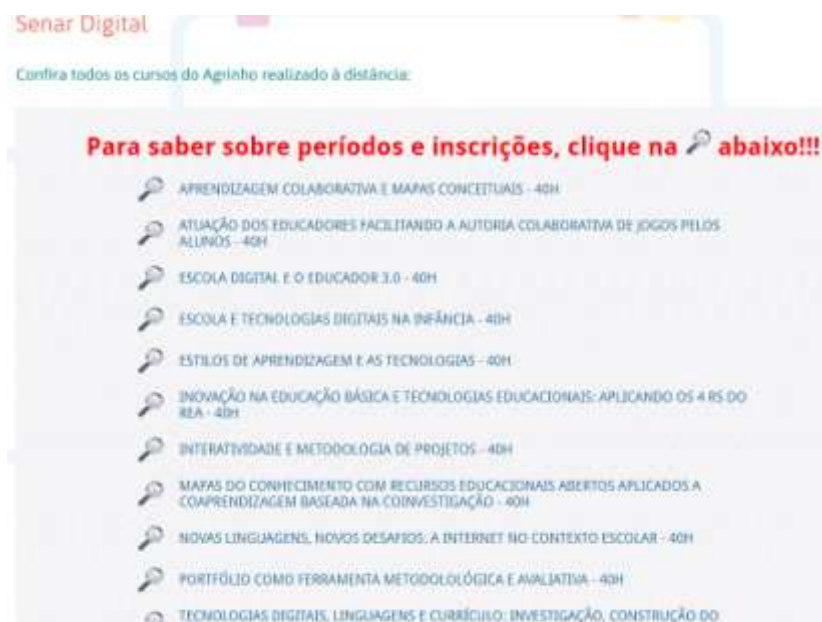 Senar Digital
Confira todos os cursos do Agrinho realizado à distância:
Para saber sobre períodos e inscrições, clique na abaixo!!!
APRENDIZAGEM COLABORATIVA E MAPAS CONCEITUAIS - 40H
ATUAÇÃO DOS EDUCADORES FACILITANDO A AUTORIA COLABORATIVA DE JOGOS PELOS
ALUNOS - 40H
ESCOLA DIGITAL E O EDUCADOR 3.0 - 40H
ESCOLA E TECNOLOGIAS DIGITAIS NA INFÂNCIA - 40H
ESTILOS DE APRENDIZAGEM E AS TECNOLOGIAS - 40H
INOVAÇÃO NA EDUCAÇÃO BÁSICA E TECNOLOGIAS EDUCACIONAIS: APLICANDO OS 4 RS DO
REA - 40H
INTERATIVIDADE E METODOLOGIA DE PROJETOS - 40H
MAPAS DO CONHECIMENTO COM RECURSOS EDUCACIONAIS ABERTOS APLICADOS A
COAPRENDIZAGEM BASEADA NA COINVESTIGAÇÃO - 40H
NOVAS LINGUAGENS, NOVOS DESAFIOS: A INTERNET NO CONTEXTO ESCOLAR - 40H
PORTFÓLIO COMO FERRAMENTA METODOLOLÓGICA E AVALIATIVA - 40H
TECNOLOGIAS DIGITAIS, LINGUAGENS E CURRÍCULO: INVESTIGAÇÃO, CONSTRUÇÃO DO